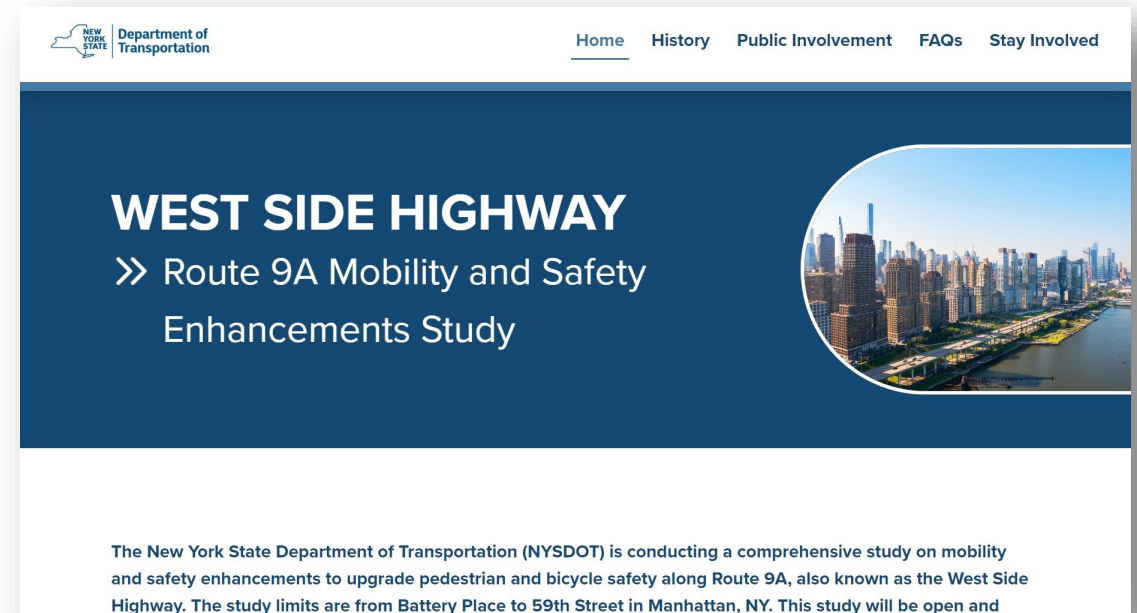 NEW
YORK
STATE
Department of
Transportation
Home History Public Involvement FAQs Stay Involved
WEST SIDE HIGHWAY
Route 9A Mobility and Safety
Enhancements Study
The New York State Department of Transportation (NYSDOT) is conducting a comprehensive study on mobility
and safety enhancements to upgrade pedestrian and bicycle safety along Route 9A, also known as the West Side
Highway. The study limits are from Battery Place to 59th Street in Manhattan, NY. This study will be open and